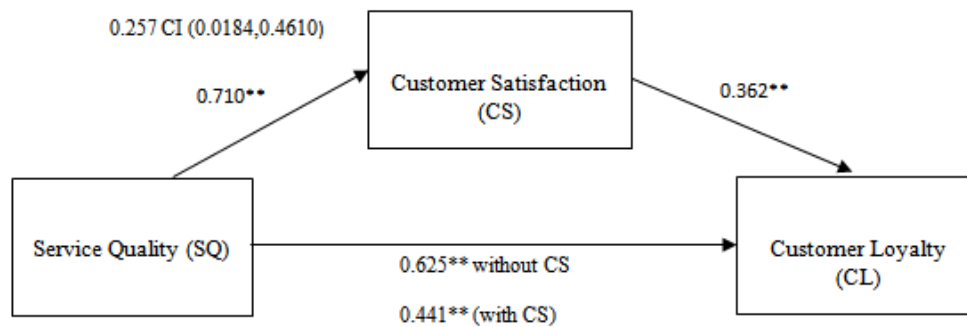 0.257 CI (0.0184,0.4610)
Customer Satisfaction
(CS)
0.710**
0.362**
Service Quality (SQ)
Customer Loyalty
(CL)
0.625** without CS
0.441** (with CS)